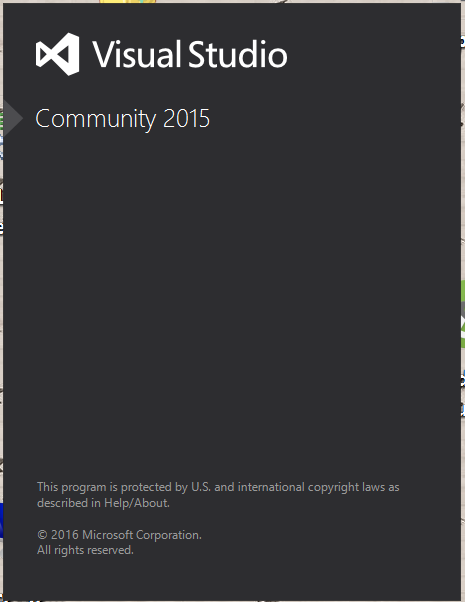 Visual Studio
Community 2015
This program is protected by U.S. and international copyright laws as
described in Help/About.
© 2016 Microsoft Corporation.
All rights reserved.